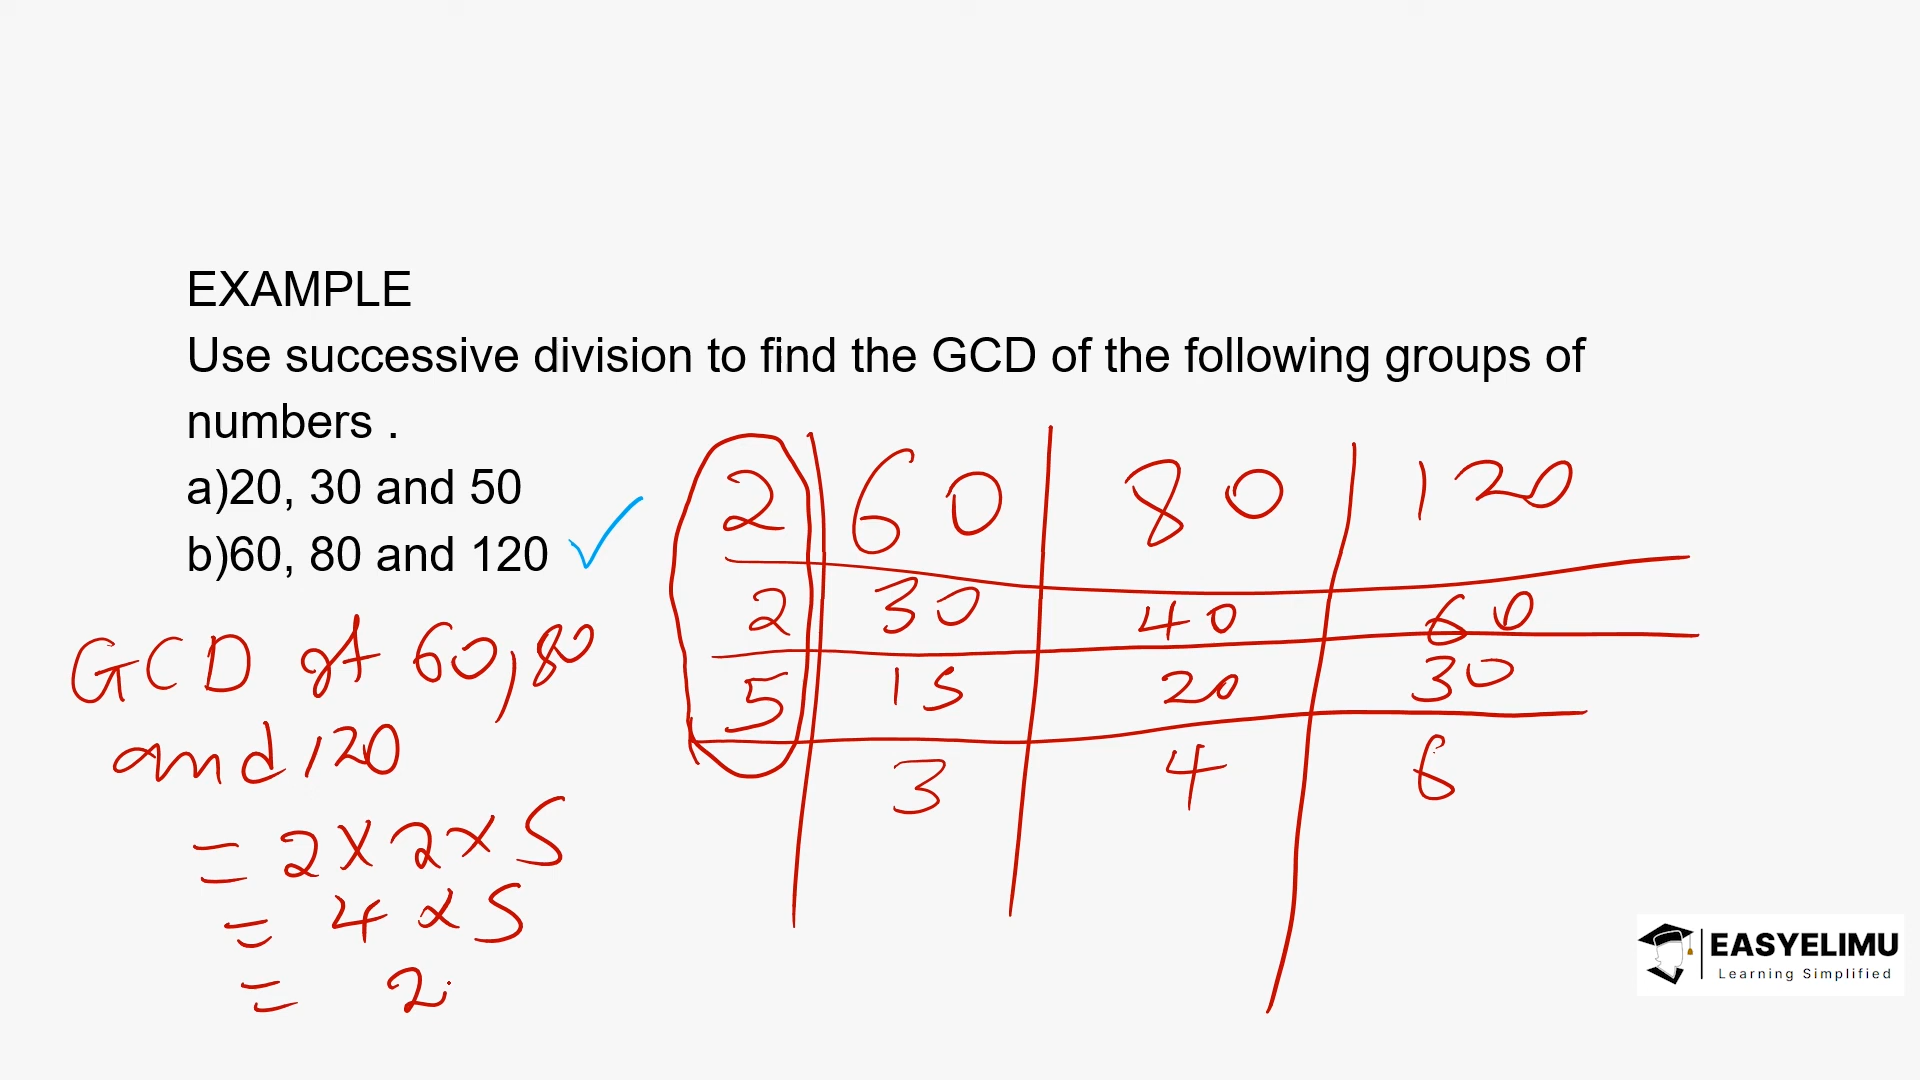 EXAMPLE
Use successive division to find the GCD of the following groups of
numbers .
a)20, 30 and 50
b)60, 80 and 120
2 60 80 120
2 30 40 60
5 15 20 30
3 4 6
GCD of 60, 80
and 120
= 2 × 2 × 5
= 4 × 5
= 2
EASYELIMU
Learning Simplified